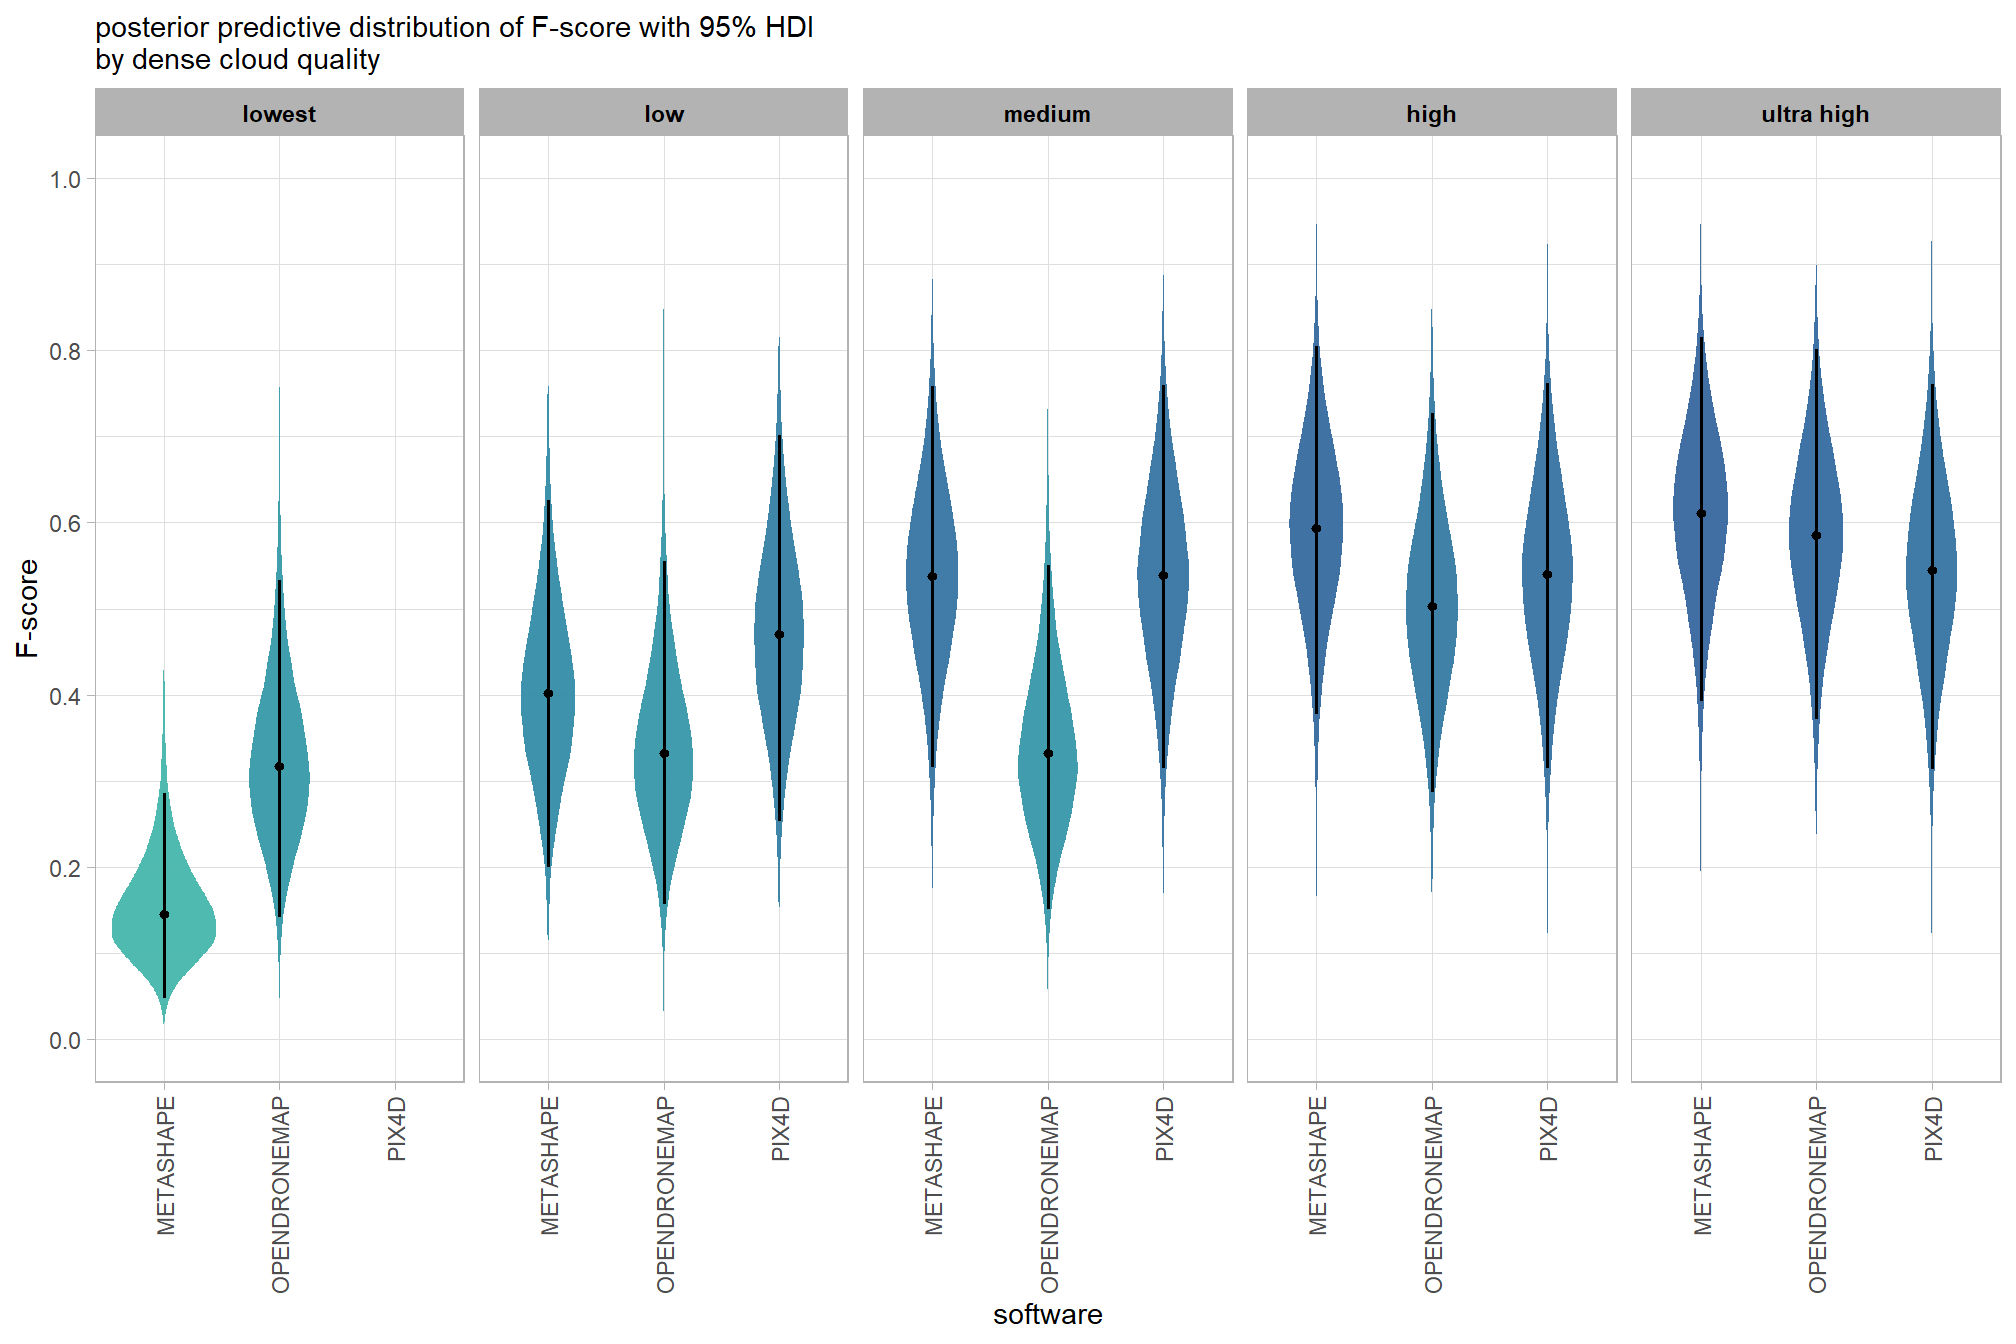 posterior predictive distribution of F-score with 95% HDI
by dense cloud quality
lowest
low
medium
high
ultra high
F-score
1.0
0.8
0.6
0.4
0.2
0.0
METASHAPE
OPENDRONEMAP
PIX4D
METASHAPE
OPENDRONEMAP
PIX4D
METASHAPE
OPENDRONEMAP
PIX4D
METASHAPE
OPENDRONEMAP
PIX4D
METASHAPE
OPENDRONEMAP
PIX4D
software